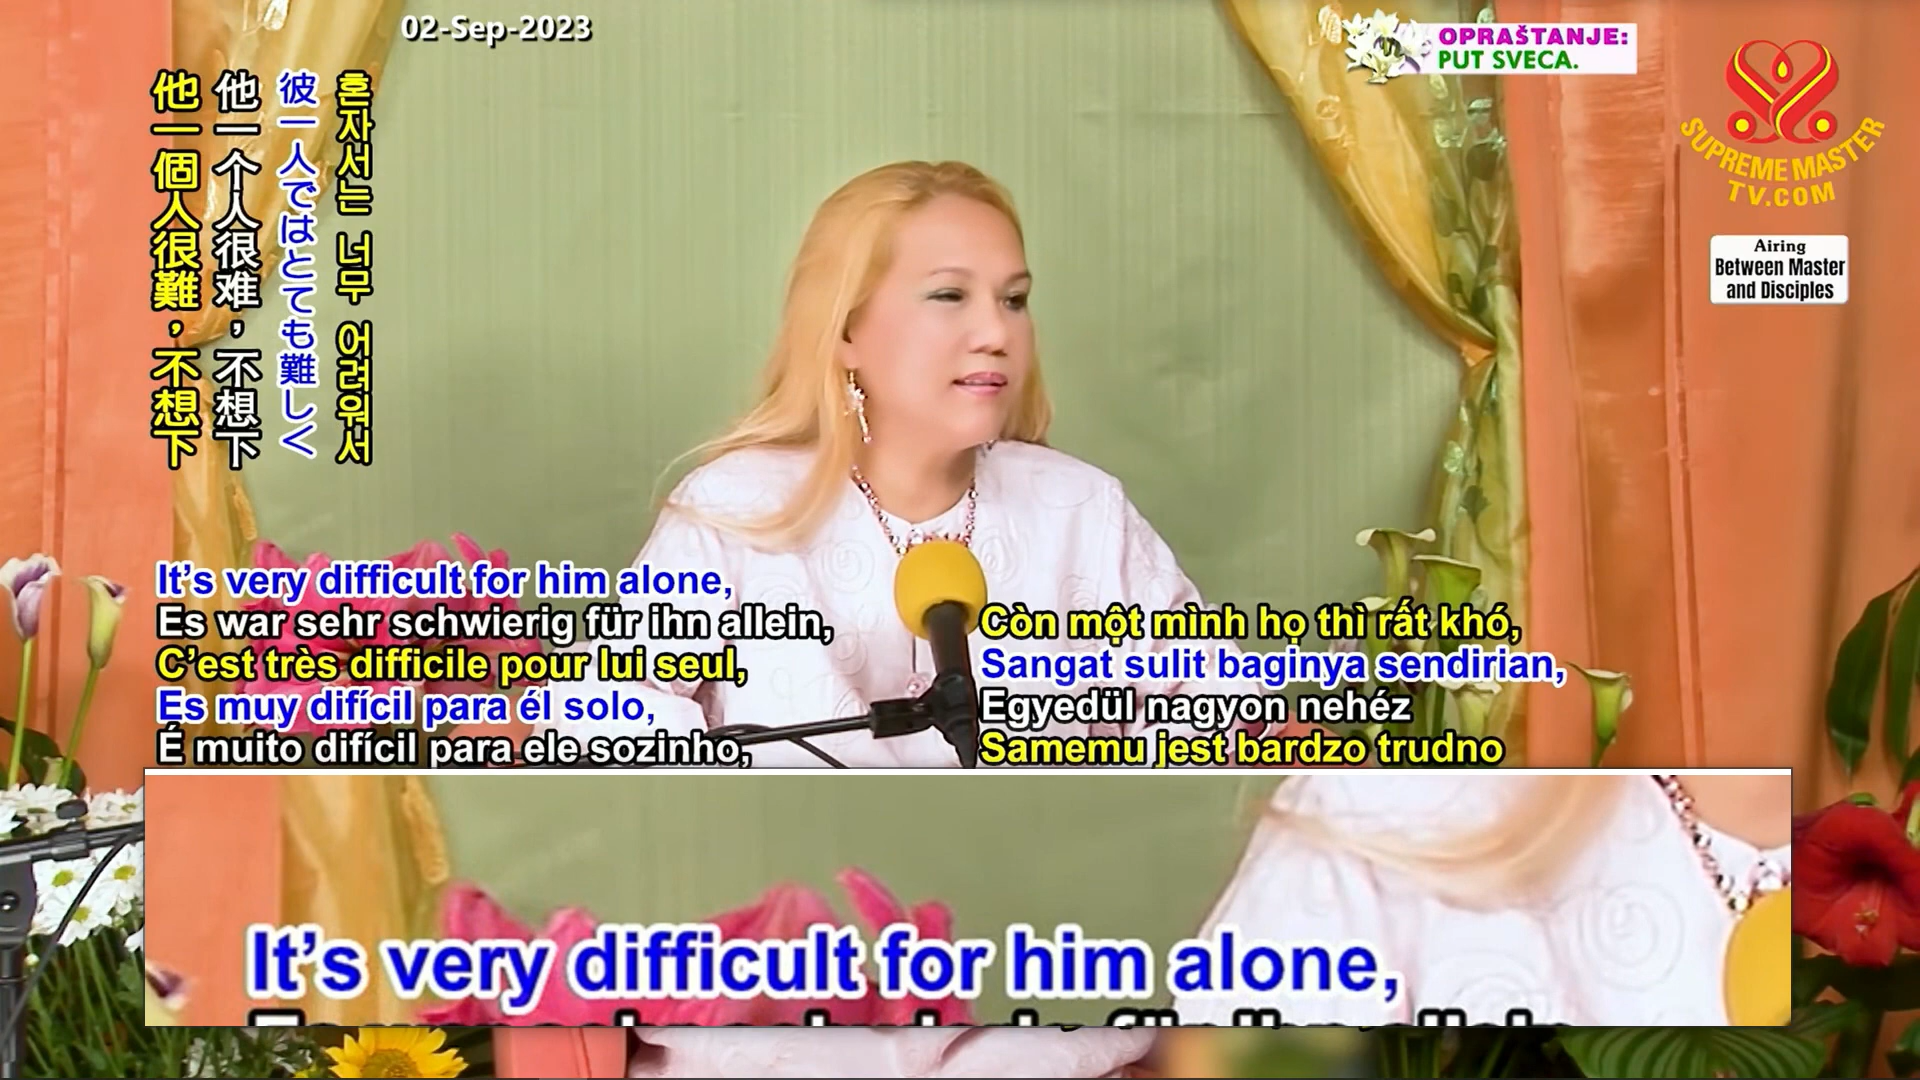 02-Sep-2023
OPRAŠTANJE:
PUT SVECA.
SUPREME MASTER
TV.COM
Airing
Between Master
and Disciples
혼자서는 너무 어려워서
彼一人ではとても難しく
他一个人很难，不想下
他一個人很難，不想下
It’s very difficult for him alone,
Es war sehr schwierig für ihn allein,
C’est très difficile pour lui seul,
Es muy difícil para él solo,
É muito difícil para ele sozinho,
Còn một mình họ thì rất khó,
Sangat sulit baginya sendirian,
Egyedül nagyon nehéz
Samemu jest bardzo trudno
It’s very difficult for him alone,